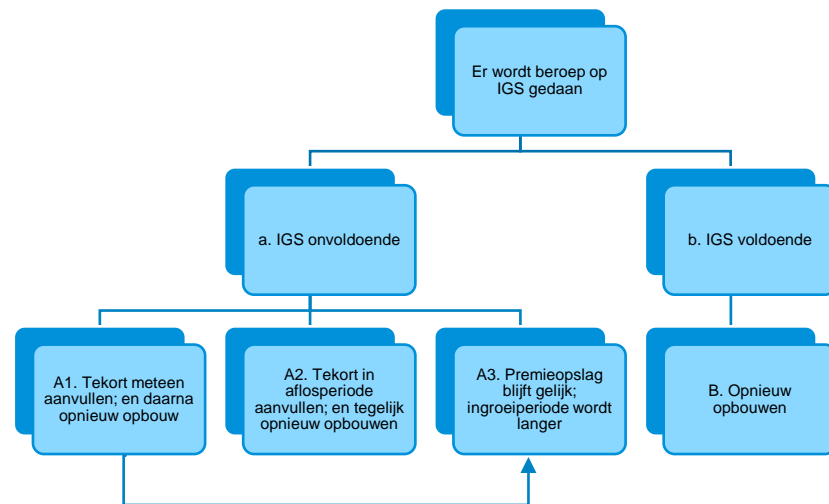 Er wordt beroep op
IGS gedaan
a. IGS onvoldoende
b. IGS voldoende
A1. Tekort meteen
aanvullen; en daarna
opnieuw opbouw
A2. Tekort in
aflosperiode
aanvullen; en tegelijk
opnieuw opbouwen
A3. Premieopslag
blijft gelijk;
ingroeiperiode wordt
langer
B. Opnieuw
opbouwen